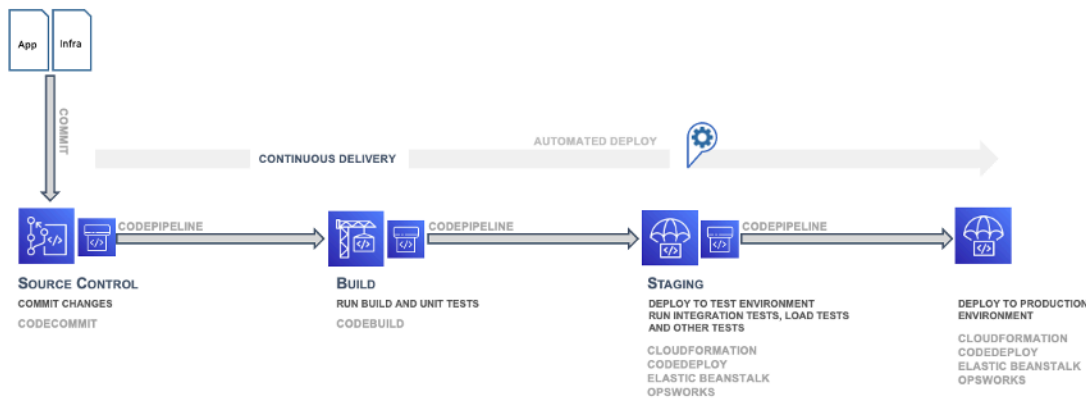 App
Infra
COMMIT
AUTOMATED DEPLOY
CONTINUOUS DELIVERY
CODEPIPELINE
CODEPIPELINE
CODEPIPELINE
SOURCE CONTROL
COMMIT CHANGES
CODECOMMIT
BUILD
RUN BUILD AND UNIT TESTS
CODEBUILD
STAGING
DEPLOY TO TEST ENVIRONMENT
RUN INTEGRATION TESTS, LOAD TESTS
AND OTHER TESTS
CLOUDFORMATION
CODEDEPLOY
ELASTIC BEANSTALK
OPSWORKS
DEPLOY TO PRODUCTION
ENVIRONMENT
CLOUDFORMATION
CODEDEPLOY
ELASTIC BEANSTALK
OPSWORKS